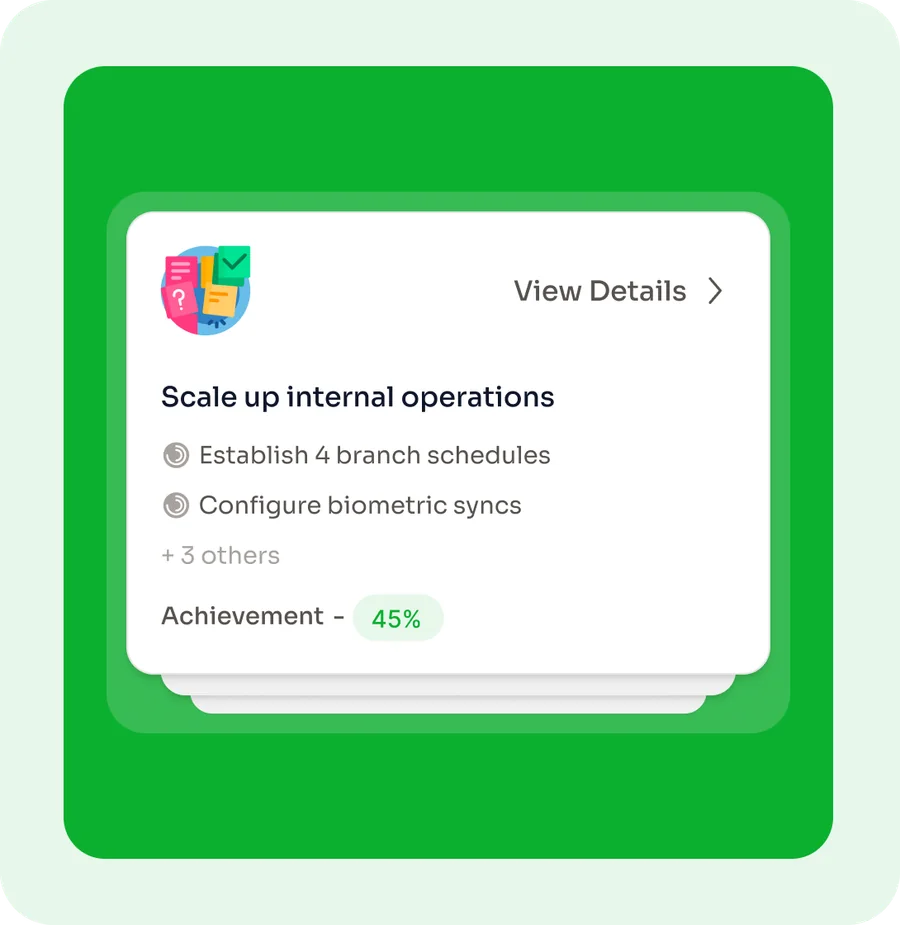 View Details
Scale up internal operations
Establish 4 branch schedules
Configure biometric syncs
+ 3 others
Achievement - 45%